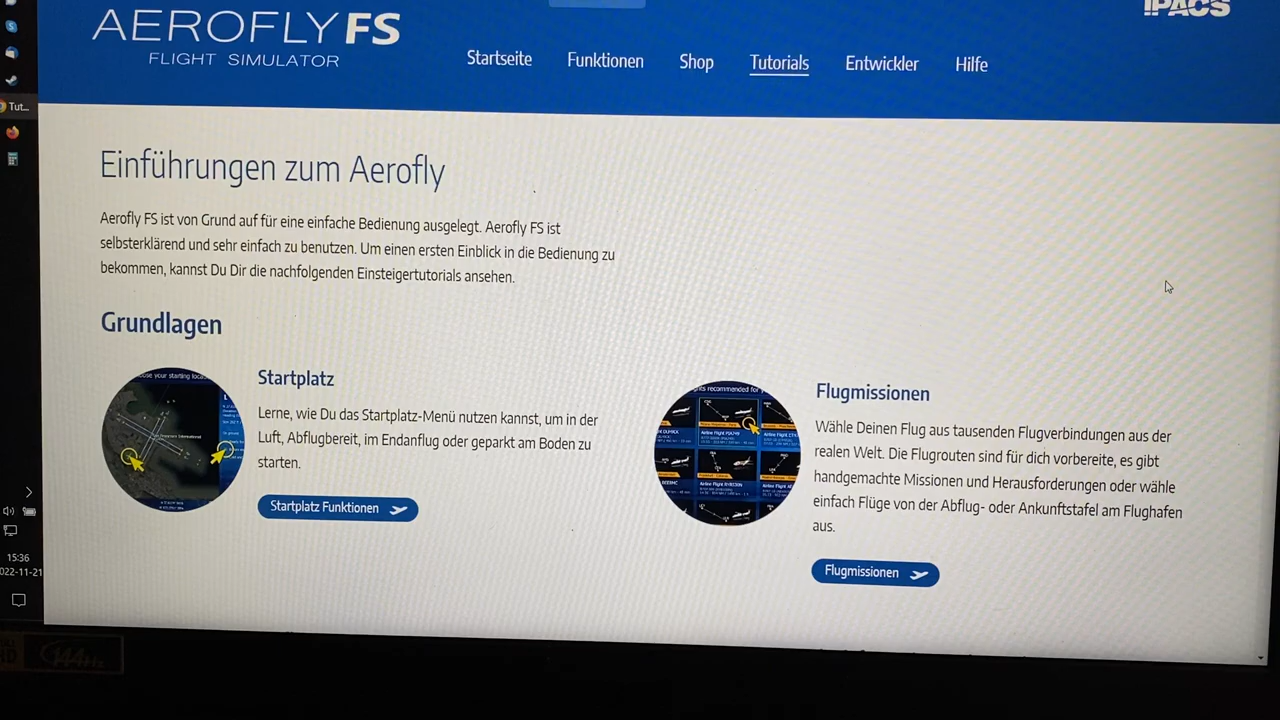 AEROFLY FS
FLIGHT SIMULATOR
IPACS
Startseite
Funktionen
Shop
Tutorials
Entwickler
Hilfe
Tut...
Einführungen zum Aerofly
Aerofly FS ist von Grund auf für eine einfache Bedienung ausgelegt. Aerofly FS ist
selbsterklärend und sehr einfach zu benutzen. Um einen ersten Einblick in die Bedienung zu
bekommen, kannst Du Dir die nachfolgenden Einsteigertutorials ansehen.
Grundlagen
Startplatz
Lerne, wie Du das Startplatz-Menü nutzen kannst, um in der
Luft, Abflugbereit, im Endanflug oder geparkt am Boden zu
starten.
Startplatz Funktionen
Flugmissionen
Wähle Deinen Flug aus tausenden Flugverbindungen aus der
realen Welt. Die Flugrouten sind für dich vorbereite, es gibt
handgemachte Missionen und Herausforderungen oder wähle
einfach Flüge von der Abflug- oder Ankunftstafel am Flughafen
aus.
Flugmissionen
15:36
022-11-21
144Hz